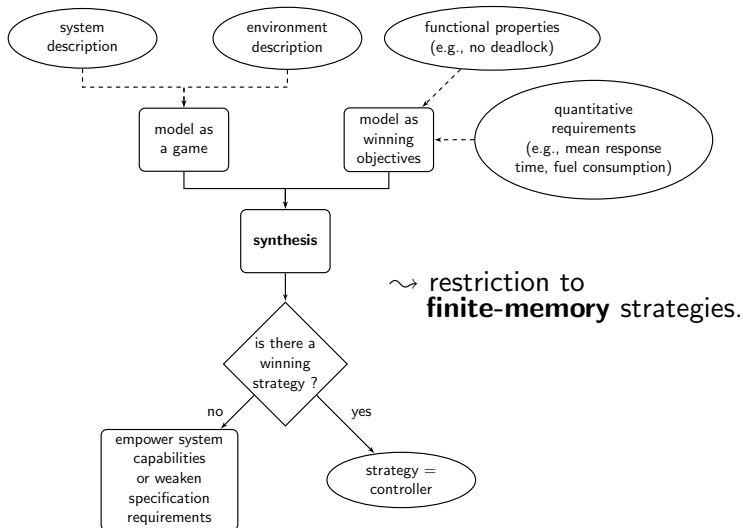 system
description
environment
description
functional properties
(e.g., no deadlock)
model as
a game
model as
winning
objectives
quantitative
requirements
(e.g., mean response
time, fuel consumption)
synthesis
⤳ restriction to
finite-memory strategies.
is there a
winning
strategy ?
no
yes
empower system
capabilities
or weaken
specification
requirements
strategy =
controller